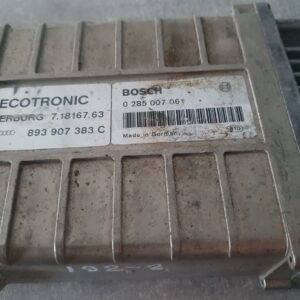 ECOTRONIC
ERBURG 7.18167.63
893 907 383 C
BOSCH
0 285 007 061
Made in Germany